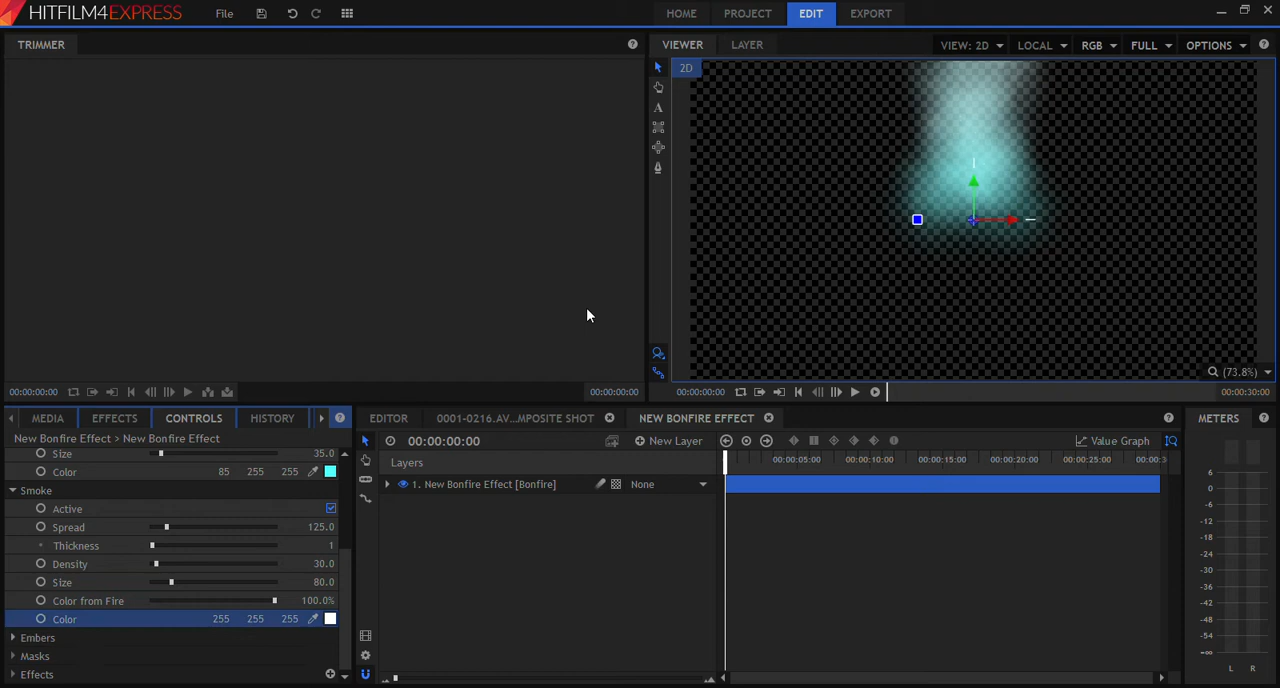 HITFILM4EXPRESS File HOME PROJECT EDIT EXPORT
TRIMMER
VIEWER LAYER VIEW: 2D LOCAL RGB FULL OPTIONS
2D
A
(73.8%)
00:00:00:00 00:00:00:00
00:00:00:00 00:00:30:00
MEDIA EFFECTS CONTROLS HISTORY
EDITOR 0001-0216.AV...MPOSITE SHOT NEW BONFIRE EFFECT
METERS
New Bonfire Effect > New Bonfire Effect
00:00:00:00 New Layer Value Graph
Size 35.0
Color 85 255 255
Smoke
Active
Spread 125.0
Thickness 1
Density 30.0
Size 80.0
Color from Fire 100.0%
Color 255 255 255
Embers
Masks
Effects
Layers 00:00:05:00 00:00:10:00 00:00:15:00 00:00:20:00 00:00:25:00 00:00:3
1. New Bonfire Effect [Bonfire] None
6
0
-6
-12
-18
-24
-30
-36
-42
-48
-54
-∞
L R